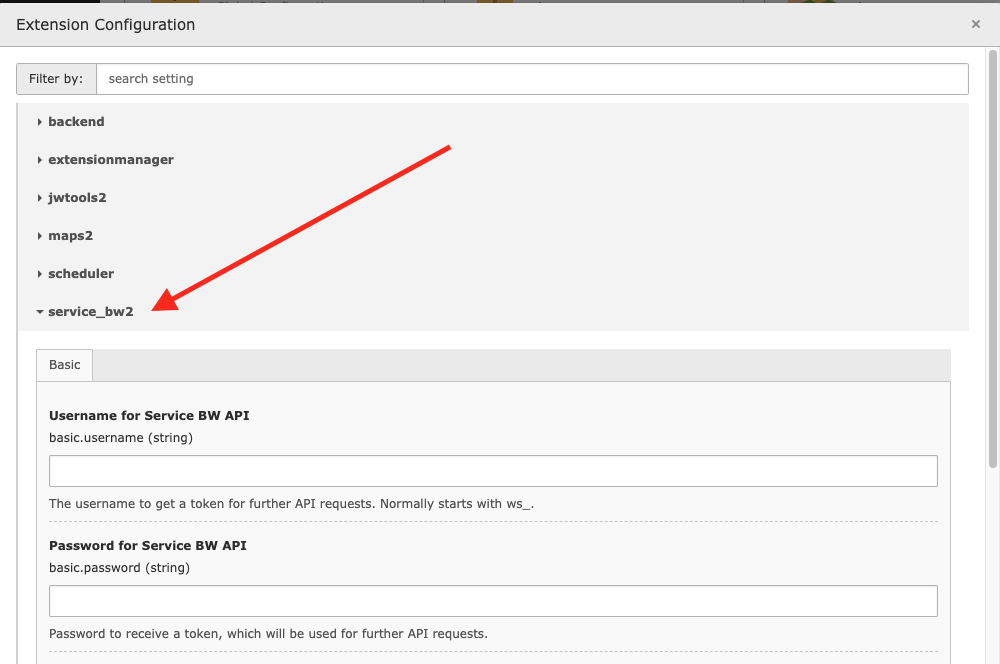 Extension Configuration
×
Filter by:
search setting
backend
extensionmanager
jwtools2
maps2
scheduler
service_bw2
Basic
Username for Service BW API
basic.username (string)
The username to get a token for further API requests. Normally starts with ws_.
Password for Service BW API
basic.password (string)
Password to receive a token, which will be used for further API requests.